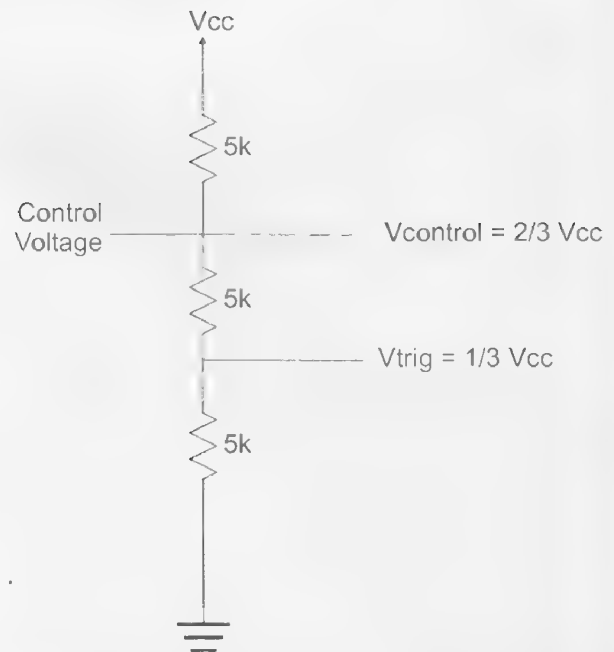 Vcc
5k
Control
Voltage
Vcontrol = 2/3 Vcc
5k
Vtrig = 1/3 Vcc
5k